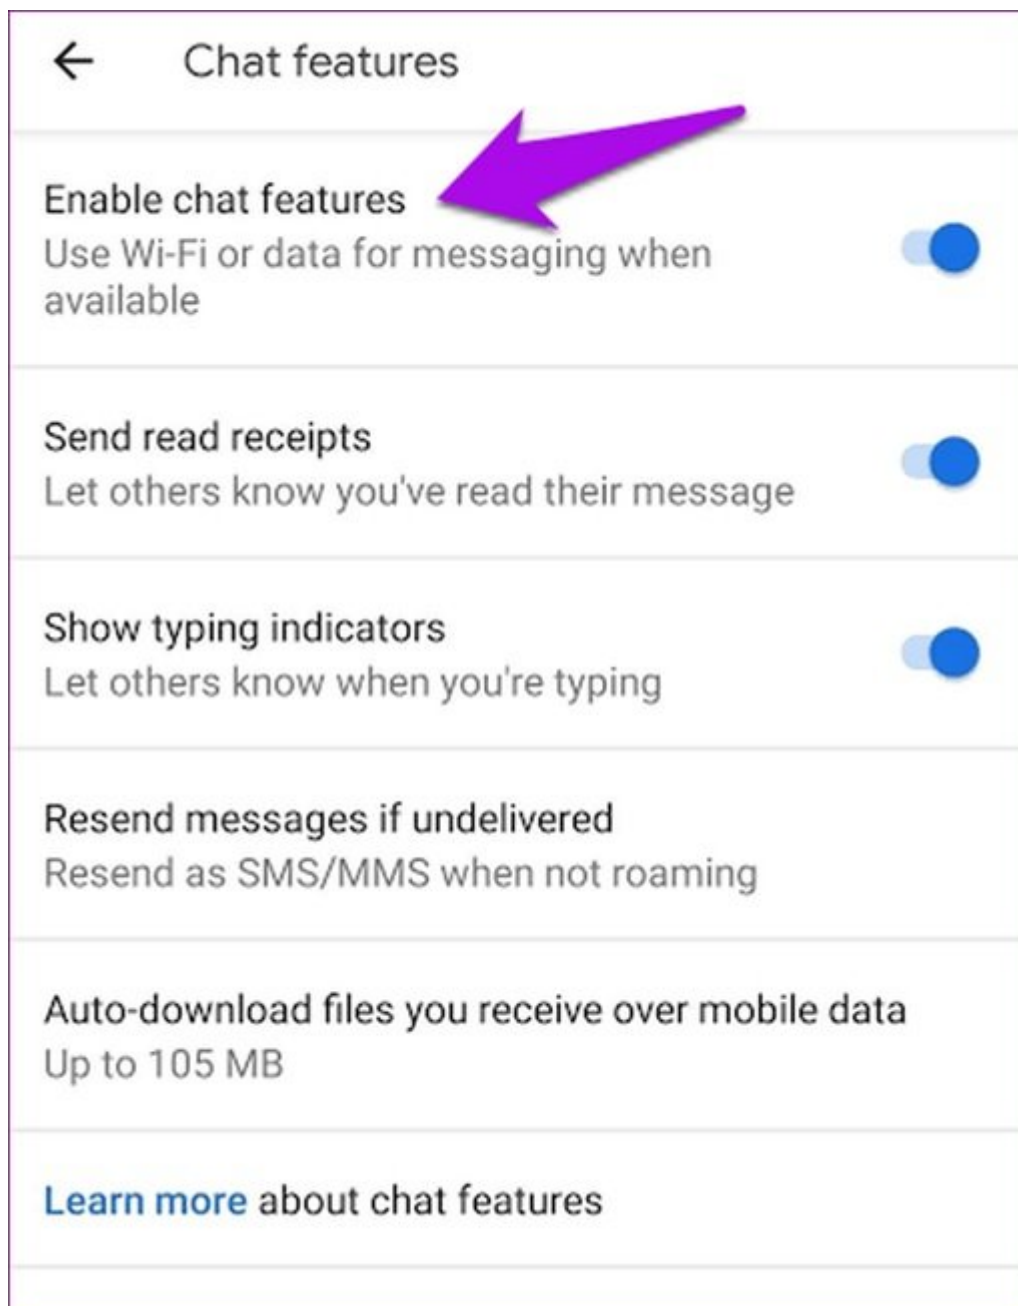 Chat features
Enable chat features
Use Wi-Fi or data for messaging when
available
Send read receipts
Let others know you've read their message
Show typing indicators
Let others know when you're typing
Resend messages if undelivered
Resend as SMS/MMS when not roaming
Auto-download files you receive over mobile data
Up to 105 MB
Learn more about chat features